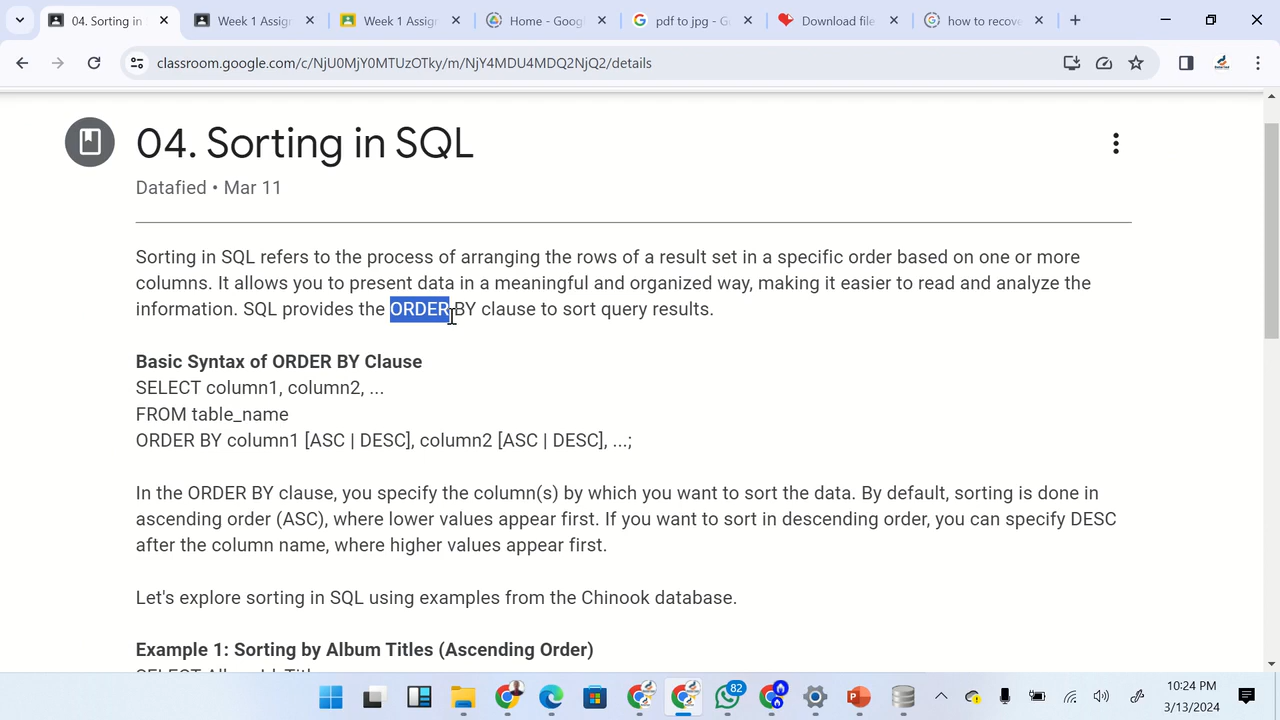 04. Sorting in
Week 1 Assign
Week 1 Assign
Home - Goog
pdf to jpg - G
Download file
how to recove
classroom.google.com/c/NjU0MjY0MTUzOTky/m/NjY4MDU4MDQ2NjQ2/details
04. Sorting in SQL
Datafied • Mar 11
Sorting in SQL refers to the process of arranging the rows of a result set in a specific order based on one or more
columns. It allows you to present data in a meaningful and organized way, making it easier to read and analyze the
information. SQL provides the ORDER BY clause to sort query results.
Basic Syntax of ORDER BY Clause
SELECT column1, column2, ...
FROM table_name
ORDER BY column1 [ASC | DESC], column2 [ASC | DESC], ...;
In the ORDER BY clause, you specify the column(s) by which you want to sort the data. By default, sorting is done in
ascending order (ASC), where lower values appear first. If you want to sort in descending order, you can specify DESC
after the column name, where higher values appear first.
Let's explore sorting in SQL using examples from the Chinook database.
Example 1: Sorting by Album Titles (Ascending Order)
82
10:24 PM
3/13/2024